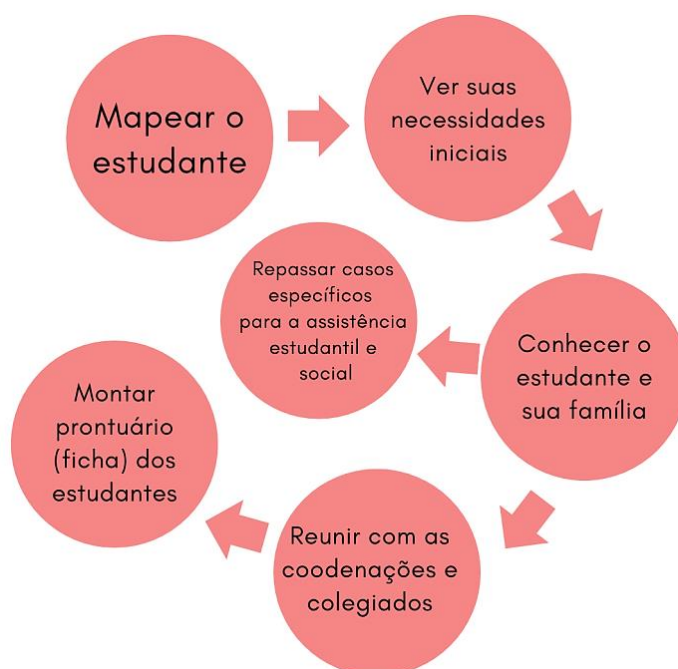 Mapear o
estudante
Ver suas
necessidades
iniciais
Conhecer o
estudante e
sua família
Repassar casos
específicos
para a assistência
estudantil e
social
Reunir com as
coodenações e
colegiados
Montar
prontuário
(ficha) dos
estudantes